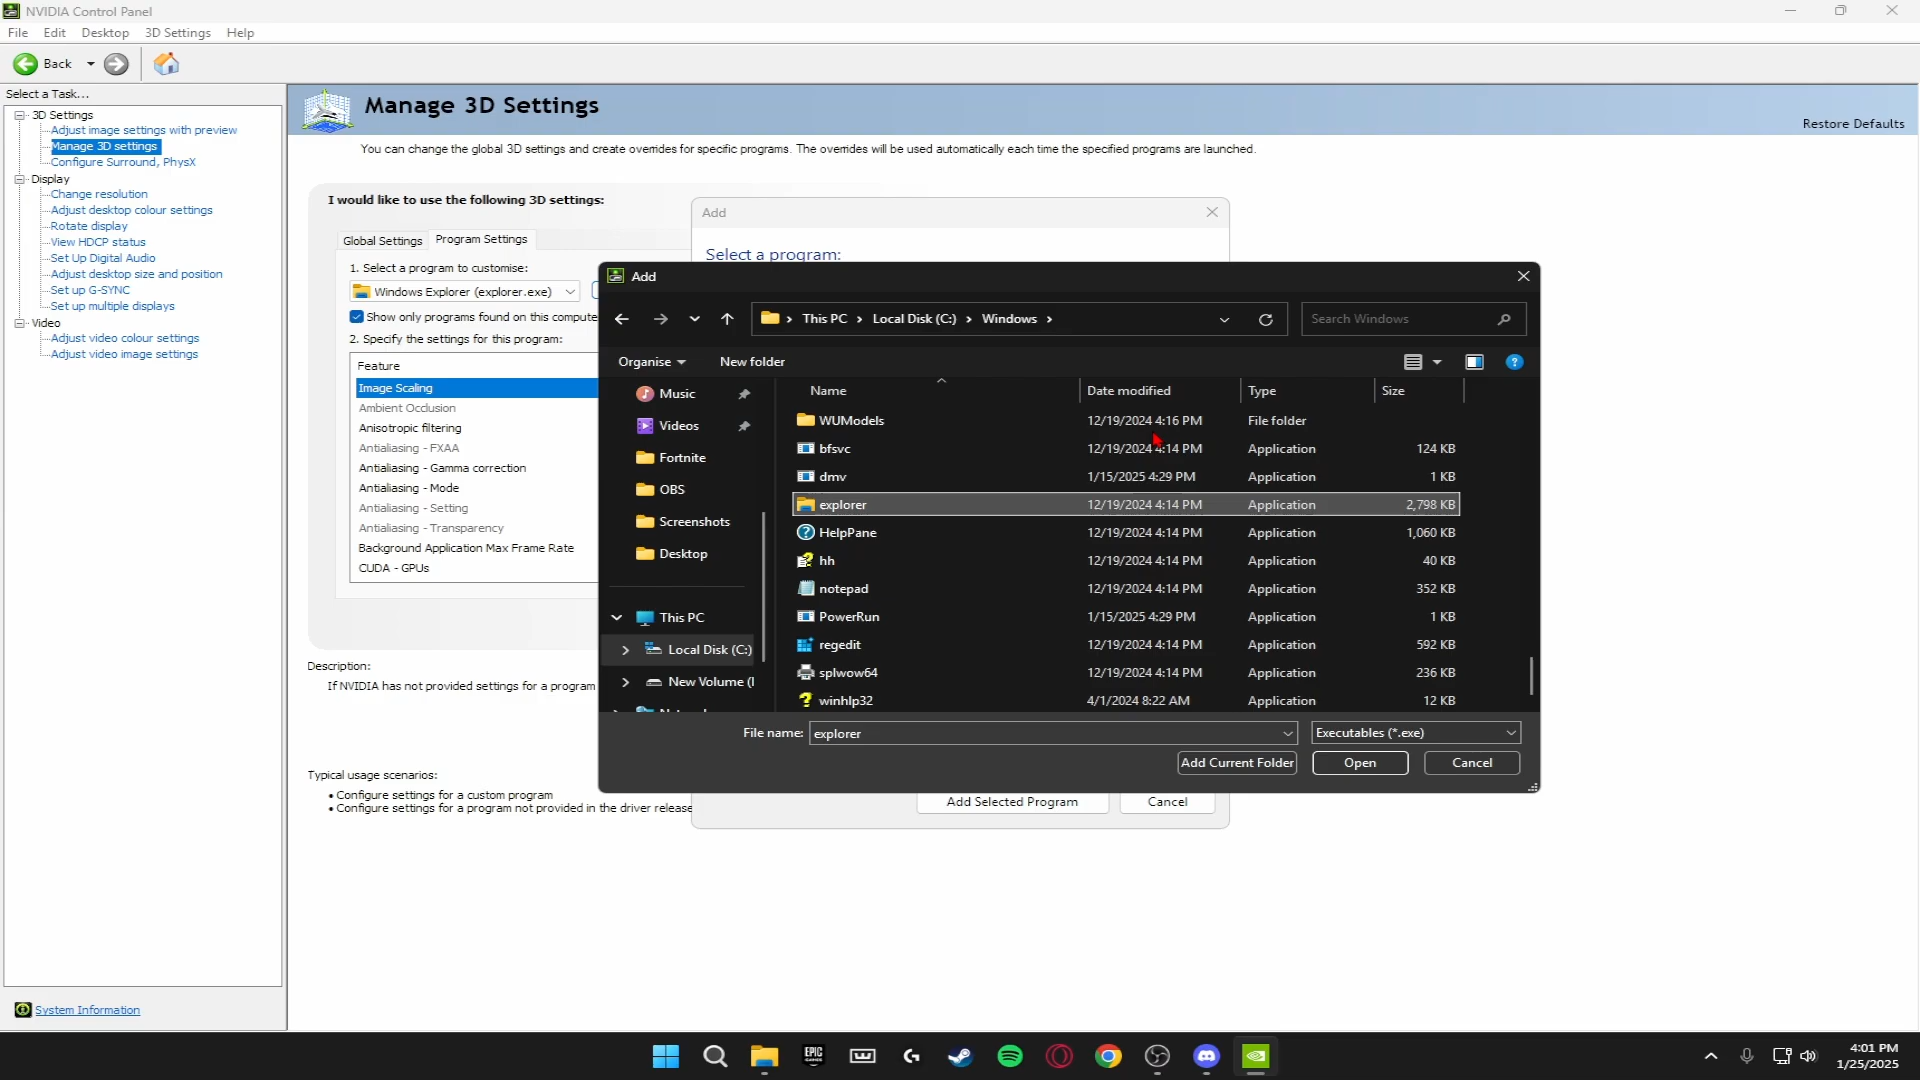 NVIDIA Control Panel
File Edit Desktop 3D Settings Help
Back
Select a Task...
3D Settings
Adjust image settings with preview
Manage 3D settings
Configure Surround, PhysX
Display
Change resolution
Adjust desktop colour settings
Rotate display
View HDCP status
Set Up Digital Audio
Adjust desktop size and position
Set up G-SYNC
Set up multiple displays
Video
Adjust video colour settings
Adjust video image settings
System Information
Manage 3D Settings
Restore Defaults
You can change the global 3D settings and create overrides for specific programs. The overrides will be used automatically each time the specified programs are launched.
I would like to use the following 3D settings:
Global Settings Program Settings
1. Select a program to customise:
Windows Explorer (explorer.exe)
Show only programs found on this compute
2. Specify the settings for this program:
Feature
Image Scaling
Ambient Occlusion
Anisotropic filtering
Antialiasing - FXAA
Antialiasing - Gamma correction
Antialiasing - Mode
Antialiasing - Setting
Antialiasing - Transparency
Background Application Max Frame Rate
CUDA - GPUs
Description:
If NVIDIA has not provided settings for a program
Typical usage scenarios:
• Configure settings for a custom program
• Configure settings for a program not provided in the driver release
Add
Select a program:
Add Selected Program Cancel
Add
This PC > Local Disk (C:) > Windows >
Search Windows
Organise New folder
Music
Videos
Fortnite
OBS
Screenshots
Desktop
This PC
Local Disk (C:)
New Volume (
Name Date modified Type Size
WUModels 12/19/2024 4:16 PM File folder
bfsvc 12/19/2024 4:14 PM Application 124 KB
dmv 1/15/2025 4:29 PM Application 1 KB
explorer 12/19/2024 4:14 PM Application 2,798 KB
HelpPane 12/19/2024 4:14 PM Application 1,060 KB
hh 12/19/2024 4:14 PM Application 40 KB
notepad 12/19/2024 4:14 PM Application 352 KB
PowerRun 1/15/2025 4:29 PM Application 1 KB
regedit 12/19/2024 4:14 PM Application 592 KB
splwow64 12/19/2024 4:14 PM Application 236 KB
winhlp32 4/1/2024 8:22 AM Application 12 KB
File name: explorer Executables (*.exe)
Add Current Folder Open Cancel
EPIC GAMES
4:01 PM
1/25/2025